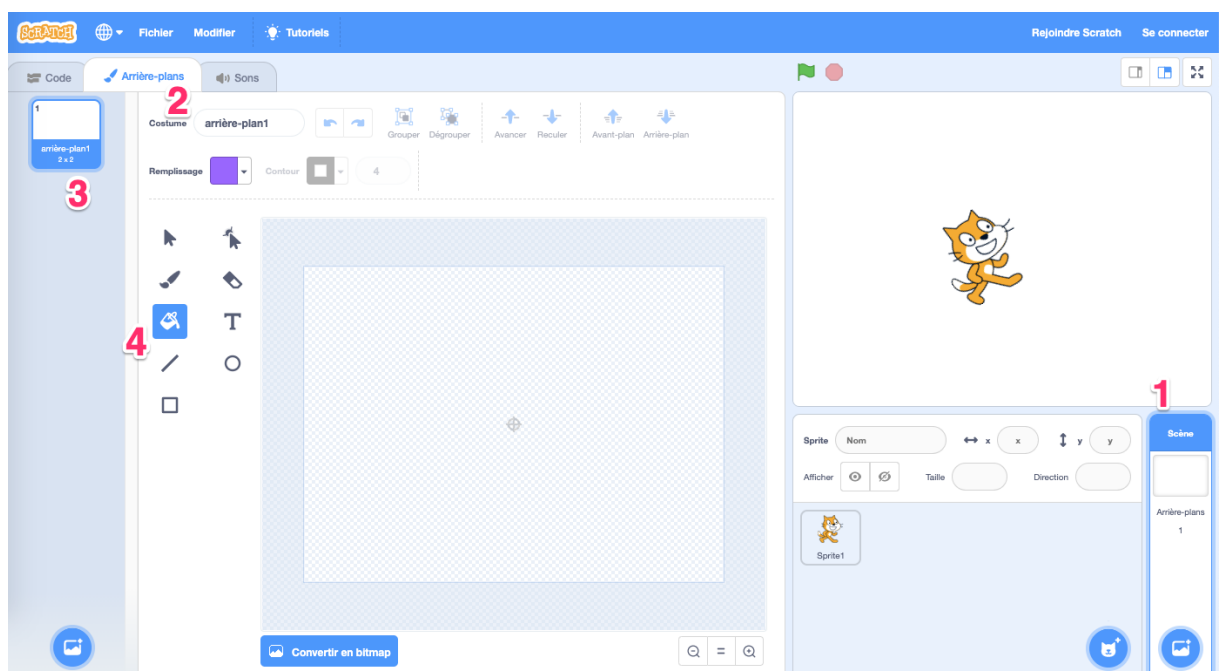 SCRATCH Fichier Modifier Tutoriels Rejoindre Scratch Se connecter
Code Arrière-plans Sons
2
1
arrière-plan1
2 x 2
3
Costume arrière-plan1 Grouper Dégrouper Avancer Reculer Avant-plan Arrière-plan
Remplissage Contour 4
4
T
Convertir en bitmap
=
1
Scène
Sprite Nom x x y y
Afficher Taille Direction
Arrière-plans
1
Sprite1